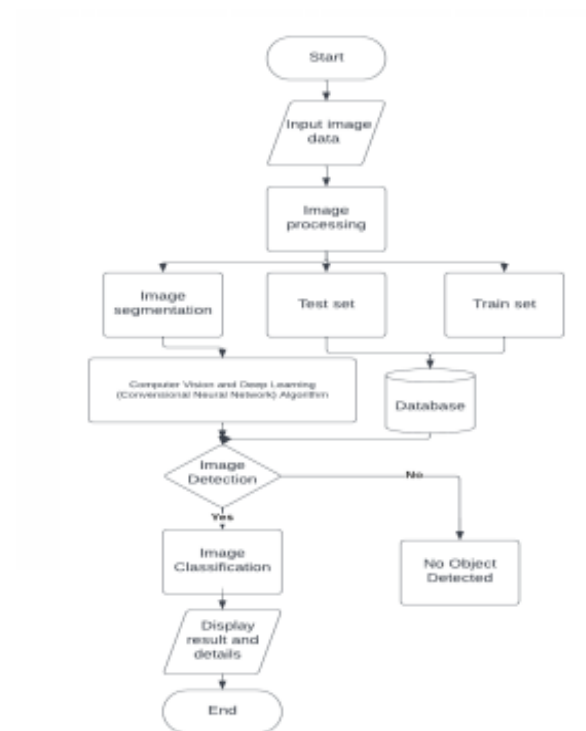 Start
Input image
data
Image
processing
Image
segmentation
Test set
Train set
Computer Vision and Deep Learning
(Conventional Neural Network) Algorithm
Database
Image
Detection
No
Yes
Image
Classification
No Object
Detected
Display
result and
details
End